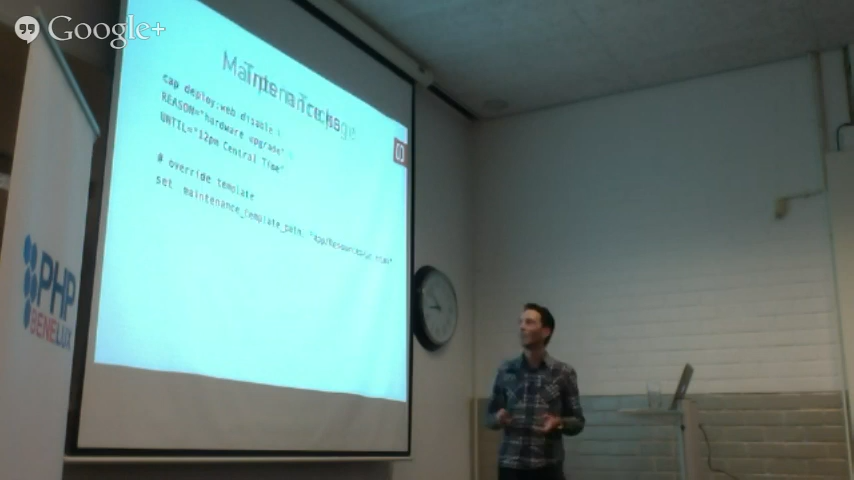 Google+
Maintenance page
cap deploy:web:disable \
REASON="hardware upgrade" \
UNTIL="12pm Central Time"
# override template
set :maintenance_template_path,
PHP
BENELUX